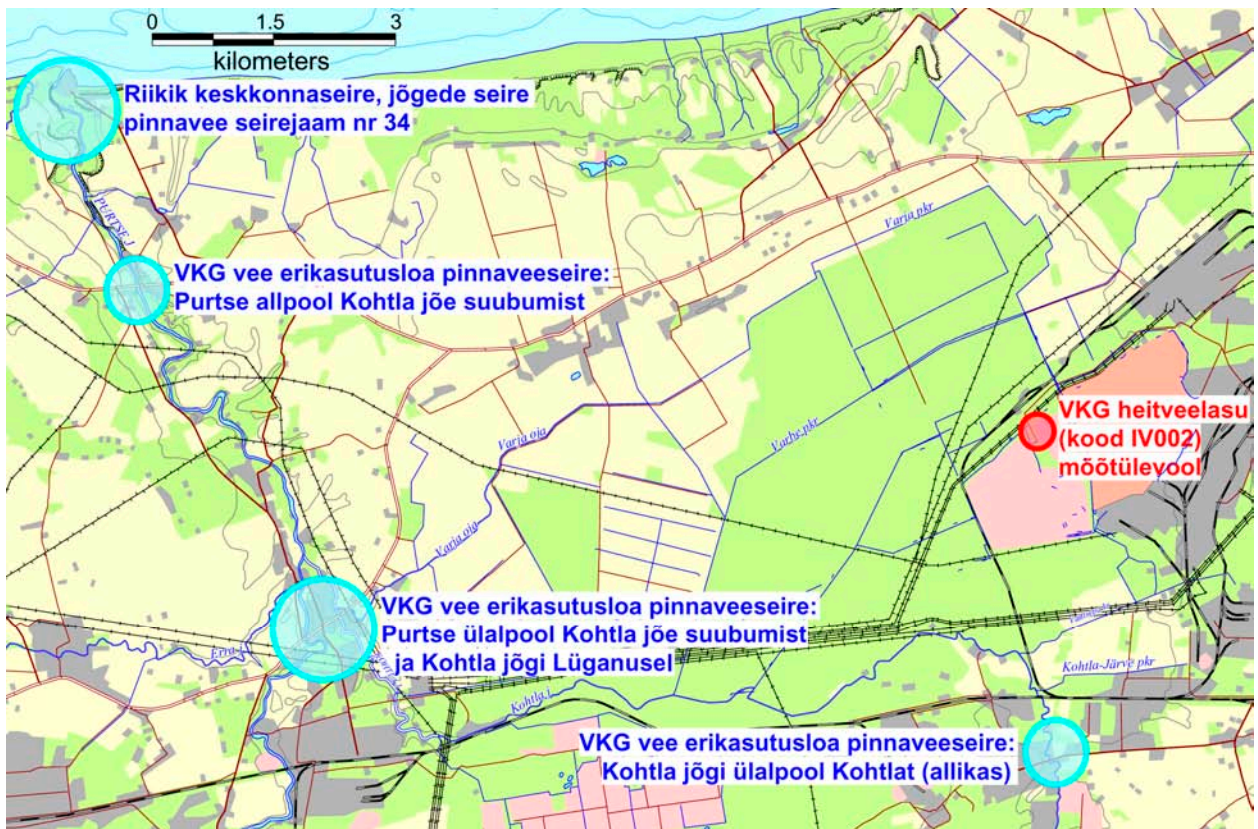 0 1.5 3
kilometers
Riikik keskkonnaseire, jõgede seire
pinnavee seirejaam nr 34
PURTSE J
VKG vee erikasutusloa pinnaveeseire:
Purtse allpool Kohtla jõe suubumist
Varja pkr
VKG heitveelasu
(kood IV002)
mõõtülevool
Varbe pkr
Varja oja
Varja oja
VKG vee erikasutusloa pinnaveeseire:
Purtse ülalpool Kohtla jõe suubumist
ja Kohtla jõgi Lüganusel
Erra j
Kohtla-Järve pkr
Kohtla j
VKG vee erikasutusloa pinnaveeseire:
Kohtla jõgi ülalpool Kohtlat (allikas)